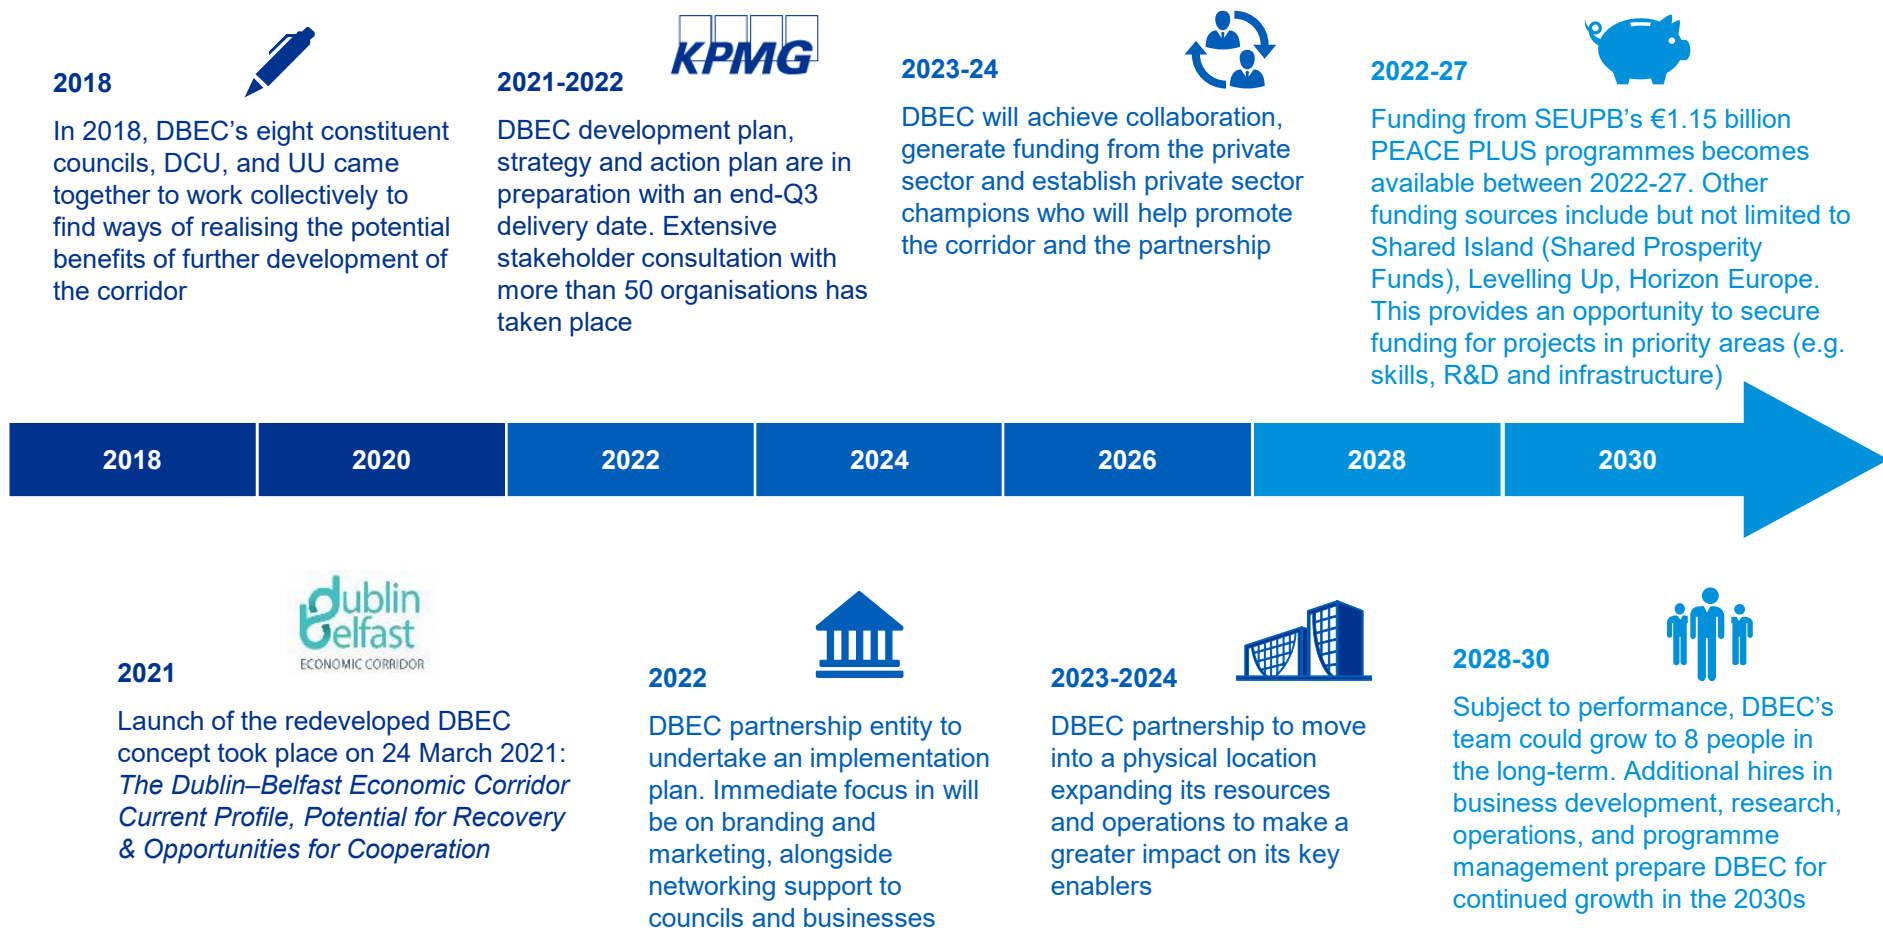 2018
In 2018, DBEC’s eight constituent
councils, DCU, and UU came
together to work collectively to
find ways of realising the potential
benefits of further development of
the corridor
KPMG
2021-2022
DBEC development plan,
strategy and action plan are in
preparation with an end-Q3
delivery date. Extensive
stakeholder consultation with
more than 50 organisations has
taken place
2023-24
DBEC will achieve collaboration,
generate funding from the private
sector and establish private sector
champions who will help promote
the corridor and the partnership
2022-27
Funding from SEUPB’s €1.15 billion
PEACE PLUS programmes becomes
available between 2022-27. Other
funding sources include but not limited to
Shared Island (Shared Prosperity
Funds), Levelling Up, Horizon Europe.
This provides an opportunity to secure
funding for projects in priority areas (e.g.
skills, R&D and infrastructure)
2018
2020
2022
2024
2026
2028
2030
dublin
Belfast
ECONOMIC CORRIDOR
2021
Launch of the redeveloped DBEC
concept took place on 24 March 2021:
The Dublin–Belfast Economic Corridor
Current Profile, Potential for Recovery
& Opportunities for Cooperation
2022
DBEC partnership entity to
undertake an implementation
plan. Immediate focus in will
be on branding and
marketing, alongside
networking support to
councils and businesses
2023-2024
DBEC partnership to move
into a physical location
expanding its resources
and operations to make a
greater impact on its key
enablers
2028-30
Subject to performance, DBEC’s
team could grow to 8 people in
the long-term. Additional hires in
business development, research,
operations, and programme
management prepare DBEC for
continued growth in the 2030s